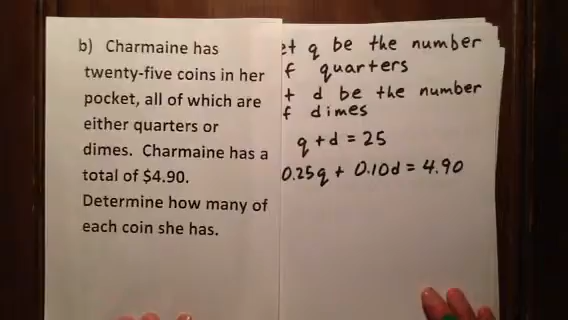 b) Charmaine has
twenty-five coins in her
pocket, all of which are
either quarters or
dimes. Charmaine has a
total of $4.90.
Determine how many of
each coin she has.
et q be the number
f quarters
t d be the number
f dimes
q + d = 25
0.25q + 0.10d = 4.90